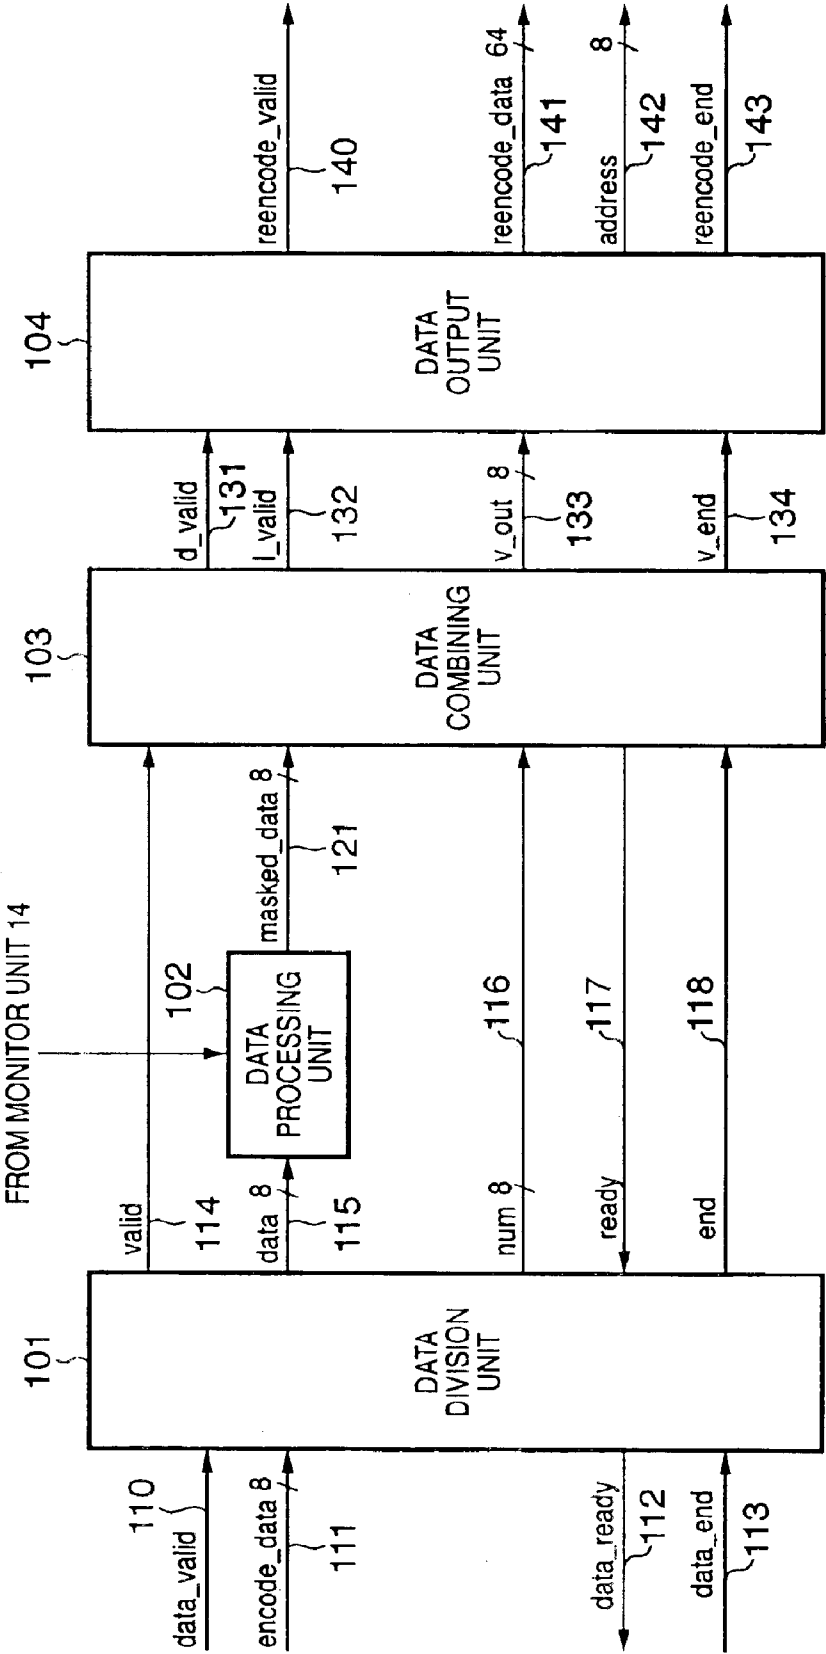 FROM MONITOR UNIT 14
101
102
103
104
data_valid
110
encode_data 8
111
data_ready
112
data_end
113
DATA
DIVISION
UNIT
valid
114
data 8
115
num 8
116
ready
117
end
118
DATA
PROCESSING
UNIT
masked_data 8
121
DATA
COMBINING
UNIT
d_valid
131
l_valid
132
v_out 8
133
v_end
134
DATA
OUTPUT
UNIT
reencode_valid
140
reencode_data 64
141
address 8
142
reencode_end
143